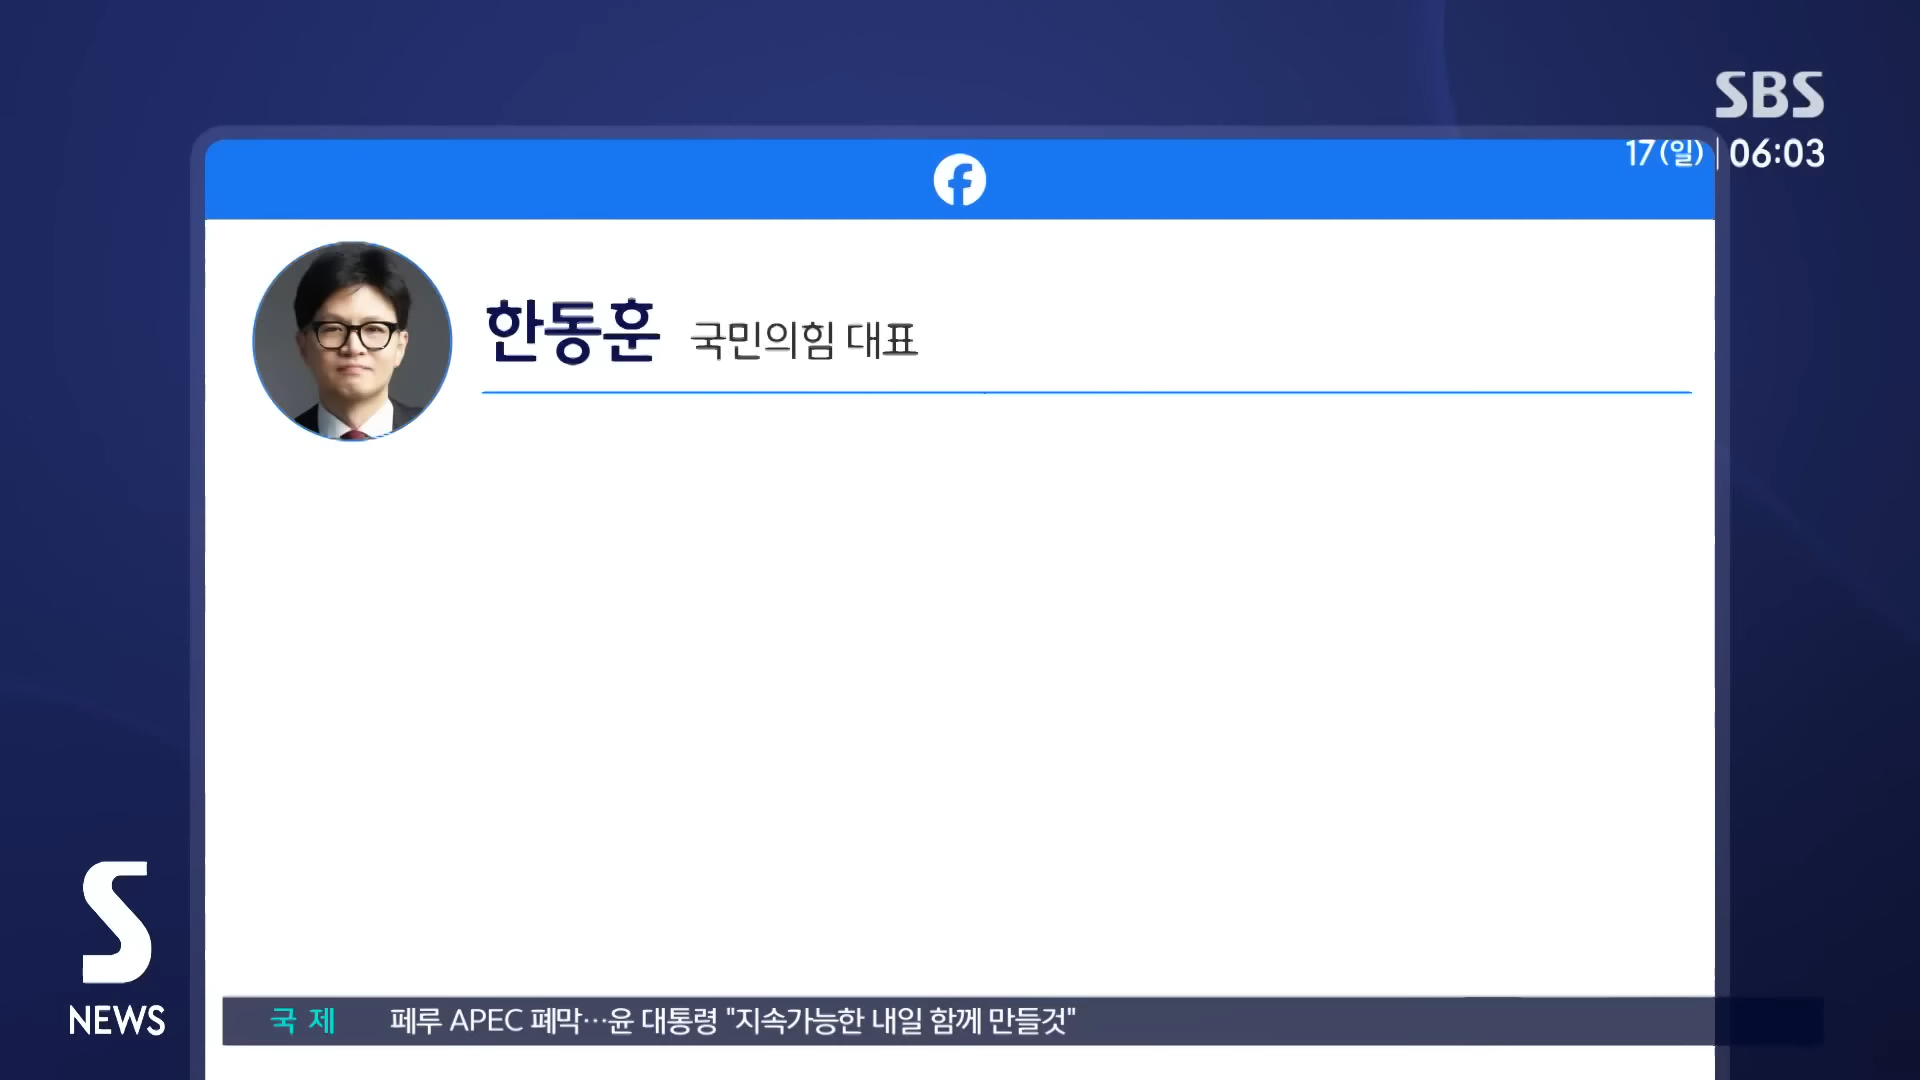 SBS
17(일) 06:03
한동훈 국민의힘 대표
S
NEWS
국 제 페루 APEC 폐막…윤 대통령 "지속가능한 내일 함께 만들것"